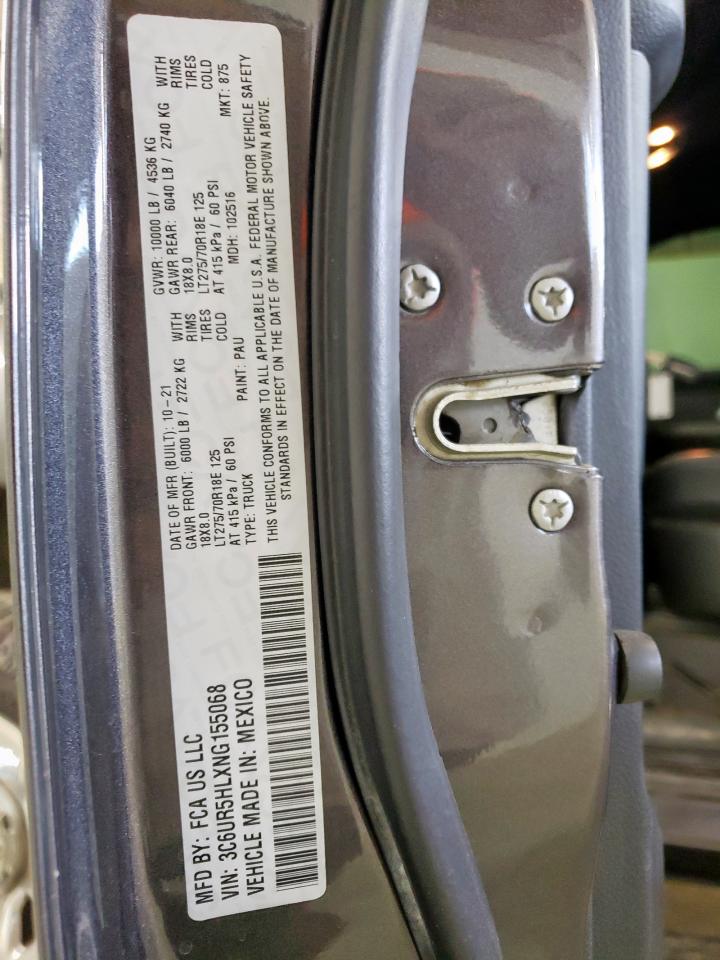 MFD BY: FCA US LLC
VIN: 3C6UR5HLXNG155068
VEHICLE MADE IN: MEXICO
DATE OF MFR (BUILT): 10-21 GVWR: 10000 LB / 4536 KG
GAWR FRONT: 6000 LB / 2722 KG WITH GAWR REAR: 6040 LB / 2740 KG WITH
18X8.0 RIMS 18X8.0 RIMS
LT275/70R18E 125 TIRES LT275/70R18E 125 TIRES
AT 415 kPa / 60 PSI COLD AT 415 kPa / 60 PSI COLD
TYPE: TRUCK PAINT: PAU MDH: 102516 MKT: 875
THIS VEHICLE CONFORMS TO ALL APPLICABLE U.S.A. FEDERAL MOTOR VEHICLE SAFETY
STANDARDS IN EFFECT ON THE DATE OF MANUFACTURE SHOWN ABOVE.